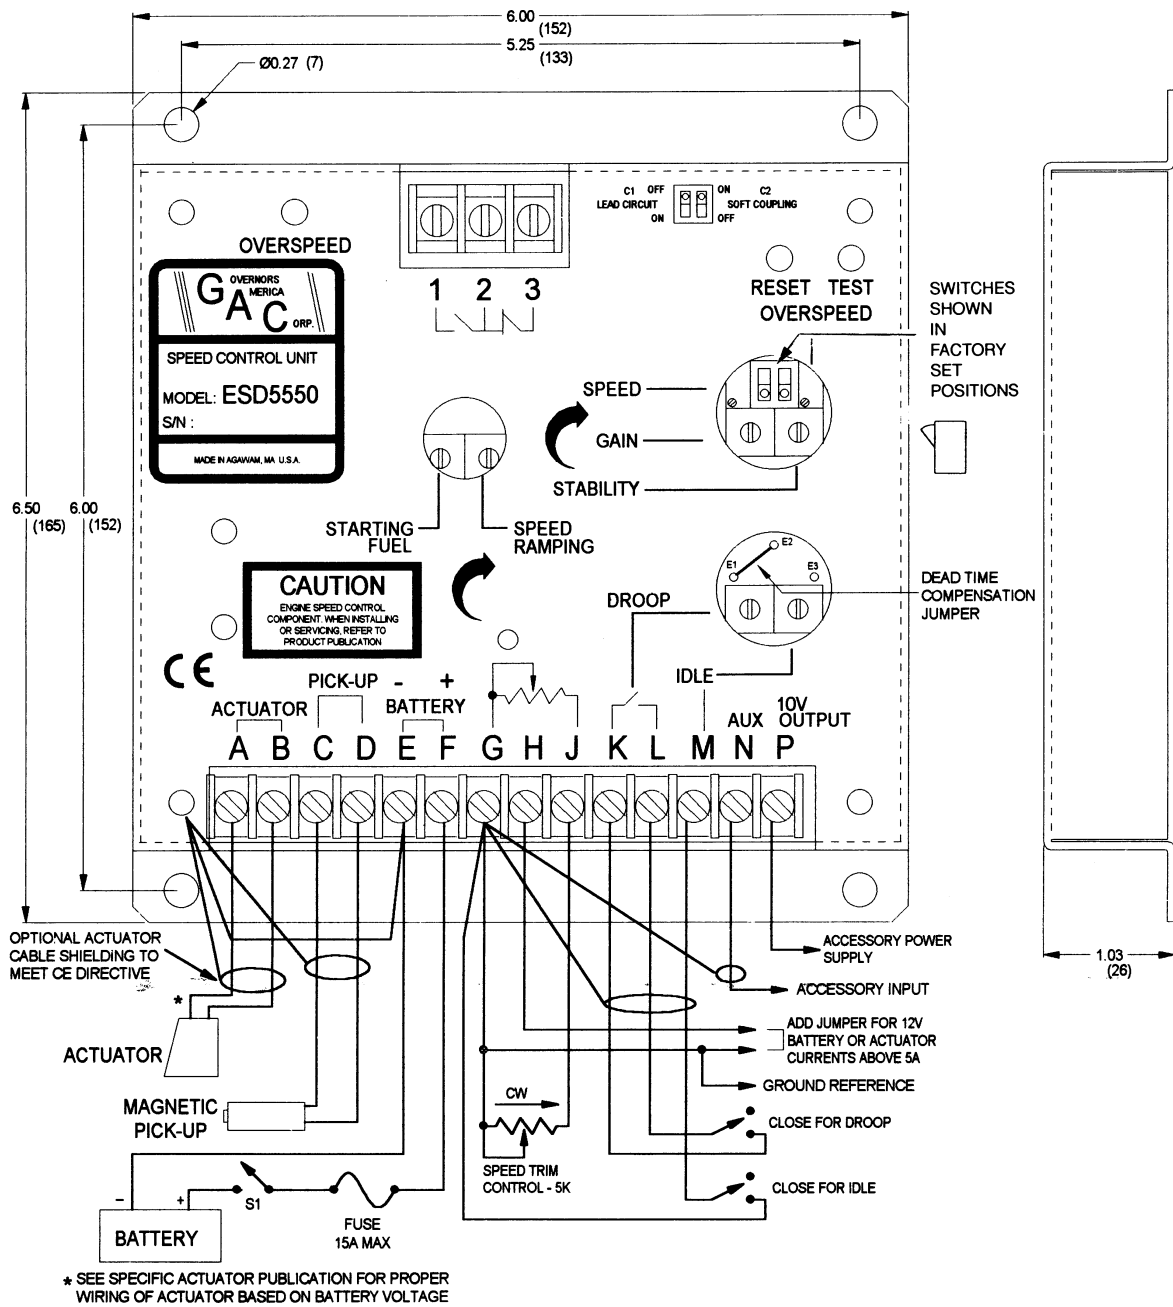 6.00
(152)
5.25
(133)
Ø0.27 (7)
C1 OFF ON C2
LEAD CIRCUIT SOFT COUPLING
ON OFF
OVERSPEED
1 2 3
RESET TEST
OVERSPEED
GOVERNORS
AMERICA
CORP.
SPEED CONTROL UNIT
MODEL: ESD5550
S/N :
MADE IN AGAWAM, MA U.S.A.
SWITCHES
SHOWN
IN
FACTORY
SET
POSITIONS
SPEED
GAIN
STABILITY
6.50
(165)
6.00
(152)
STARTING
FUEL
SPEED
RAMPING
CAUTION
ENGINE SPEED CONTROL
COMPONENT. WHEN INSTALLING
OR SERVICING, REFER TO
PRODUCT PUBLICATION
E1 E2 E3
DEAD TIME
COMPENSATION
JUMPER
DROOP
IDLE
CE
PICK-UP - +
ACTUATOR BATTERY
AUX 10V
OUTPUT
A B C D E F G H J K L M N P
OPTIONAL ACTUATOR
CABLE SHIELDING TO
MEET CE DIRECTIVE
*
ACTUATOR
MAGNETIC
PICK-UP
- +
BATTERY
S1
FUSE
15A MAX
CW
SPEED TRIM
CONTROL - 5K
ACCESSORY POWER
SUPPLY
ACCESSORY INPUT
ADD JUMPER FOR 12V
BATTERY OR ACTUATOR
CURRENTS ABOVE 5A
GROUND REFERENCE
CLOSE FOR DROOP
CLOSE FOR IDLE
1.03
(26)
* SEE SPECIFIC ACTUATOR PUBLICATION FOR PROPER
WIRING OF ACTUATOR BASED ON BATTERY VOLTAGE